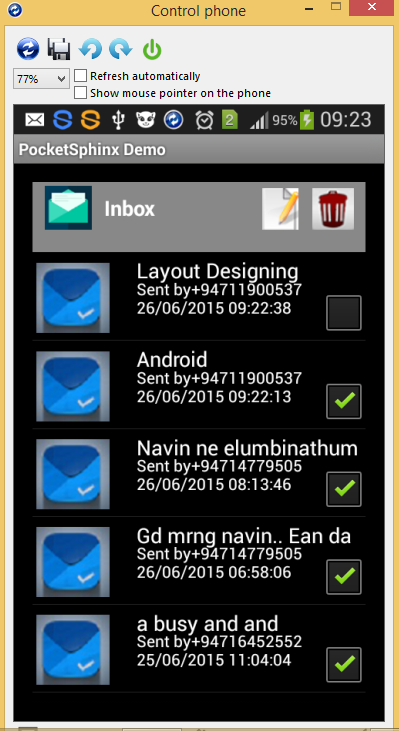 Control phone
77%
Refresh automatically
Show mouse pointer on the phone
2 95% 09:23
PocketSphinx Demo
Inbox
Layout Designing
Sent by+94711900537
26/06/2015 09:22:38
Android
Sent by+94711900537
26/06/2015 09:22:13
Navin ne elumbinathum
Sent by+94714779505
26/06/2015 08:13:46
Gd mrng navin.. Ean da
Sent by+94714779505
26/06/2015 06:58:06
a busy and and
Sent by+94716452552
25/06/2015 11:04:04